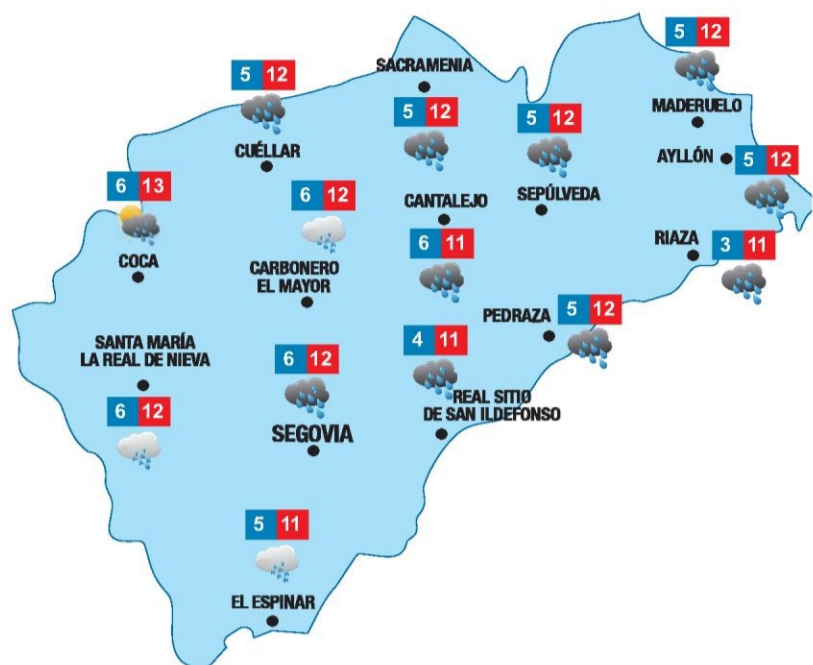 5 12
MADERUELO
SACRAMENIA
5 12
5 12
CUÉLLAR
5 12
SEPÚLVEDA
AYLLÓN
5 12
6 13
COCA
6 12
CARBONERO
EL MAYOR
CANTALEJO
6 11
RIAZA
3 11
PEDRAZA
5 12
SANTA MARÍA
LA REAL DE NIEVA
6 12
6 12
SEGOVIA
4 11
REAL SITIO
DE SAN ILDEFONSO
5 11
EL ESPINAR